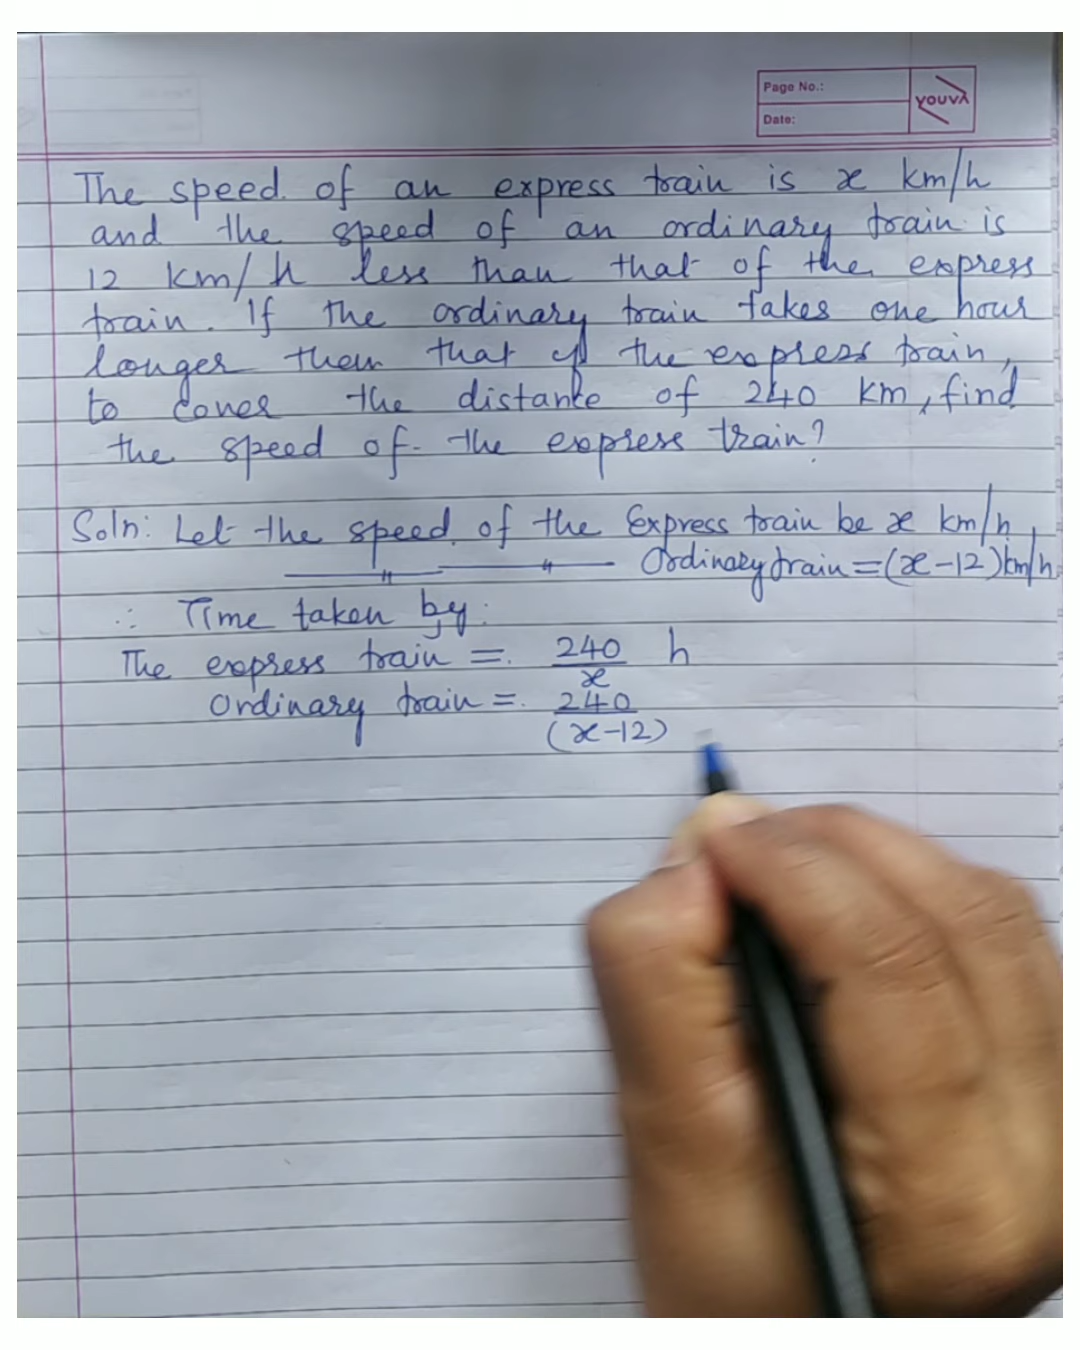 Page No.:
Date:
YOUVA
The speed of an express train is x km/h
and the speed of an ordinary train is
12 km/h less than that of the express
train. If the ordinary train takes one hour
longer then that of the express train,
to cover the distance of 240 km, find
the speed of the express train?
Soln: Let the speed of the Express train be x km/h,
〃 〃 Ordinary train = (x-12) km/h.
∴ Time taken by:
The express train = 240/x h
Ordinary train = 240/(x-12)